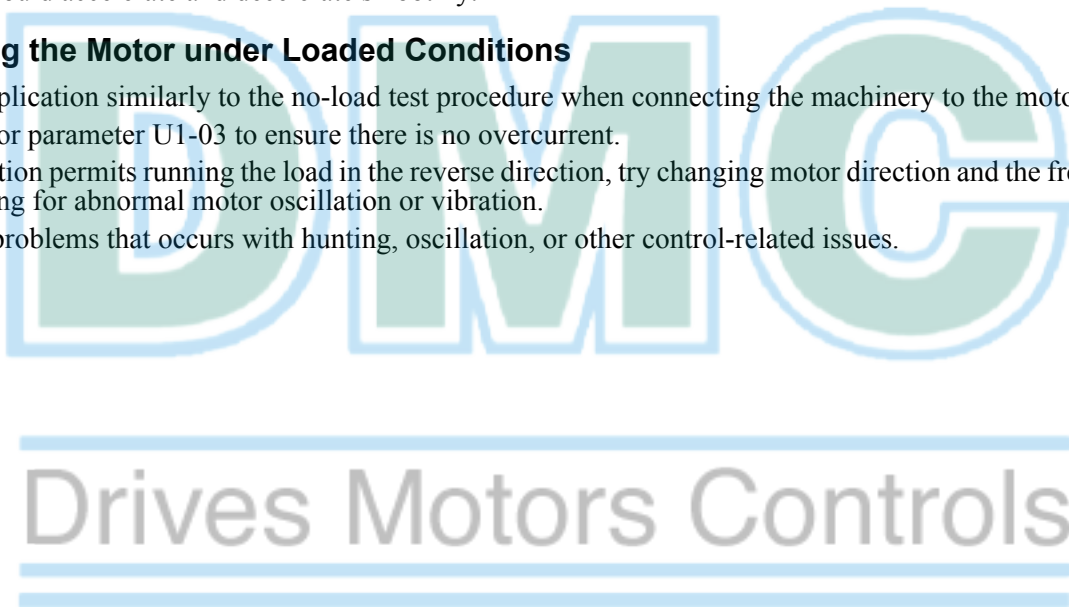 ng the Motor under Loaded Conditions
plication similarly to the no-load test procedure when connecting the machinery to the moto
or parameter U1-03 to ensure there is no overcurrent.
tion permits running the load in the reverse direction, try changing motor direction and the fre
ng for abnormal motor oscillation or vibration.
problems that occurs with hunting, oscillation, or other control-related issues.
DMC
Drives Motors Controls